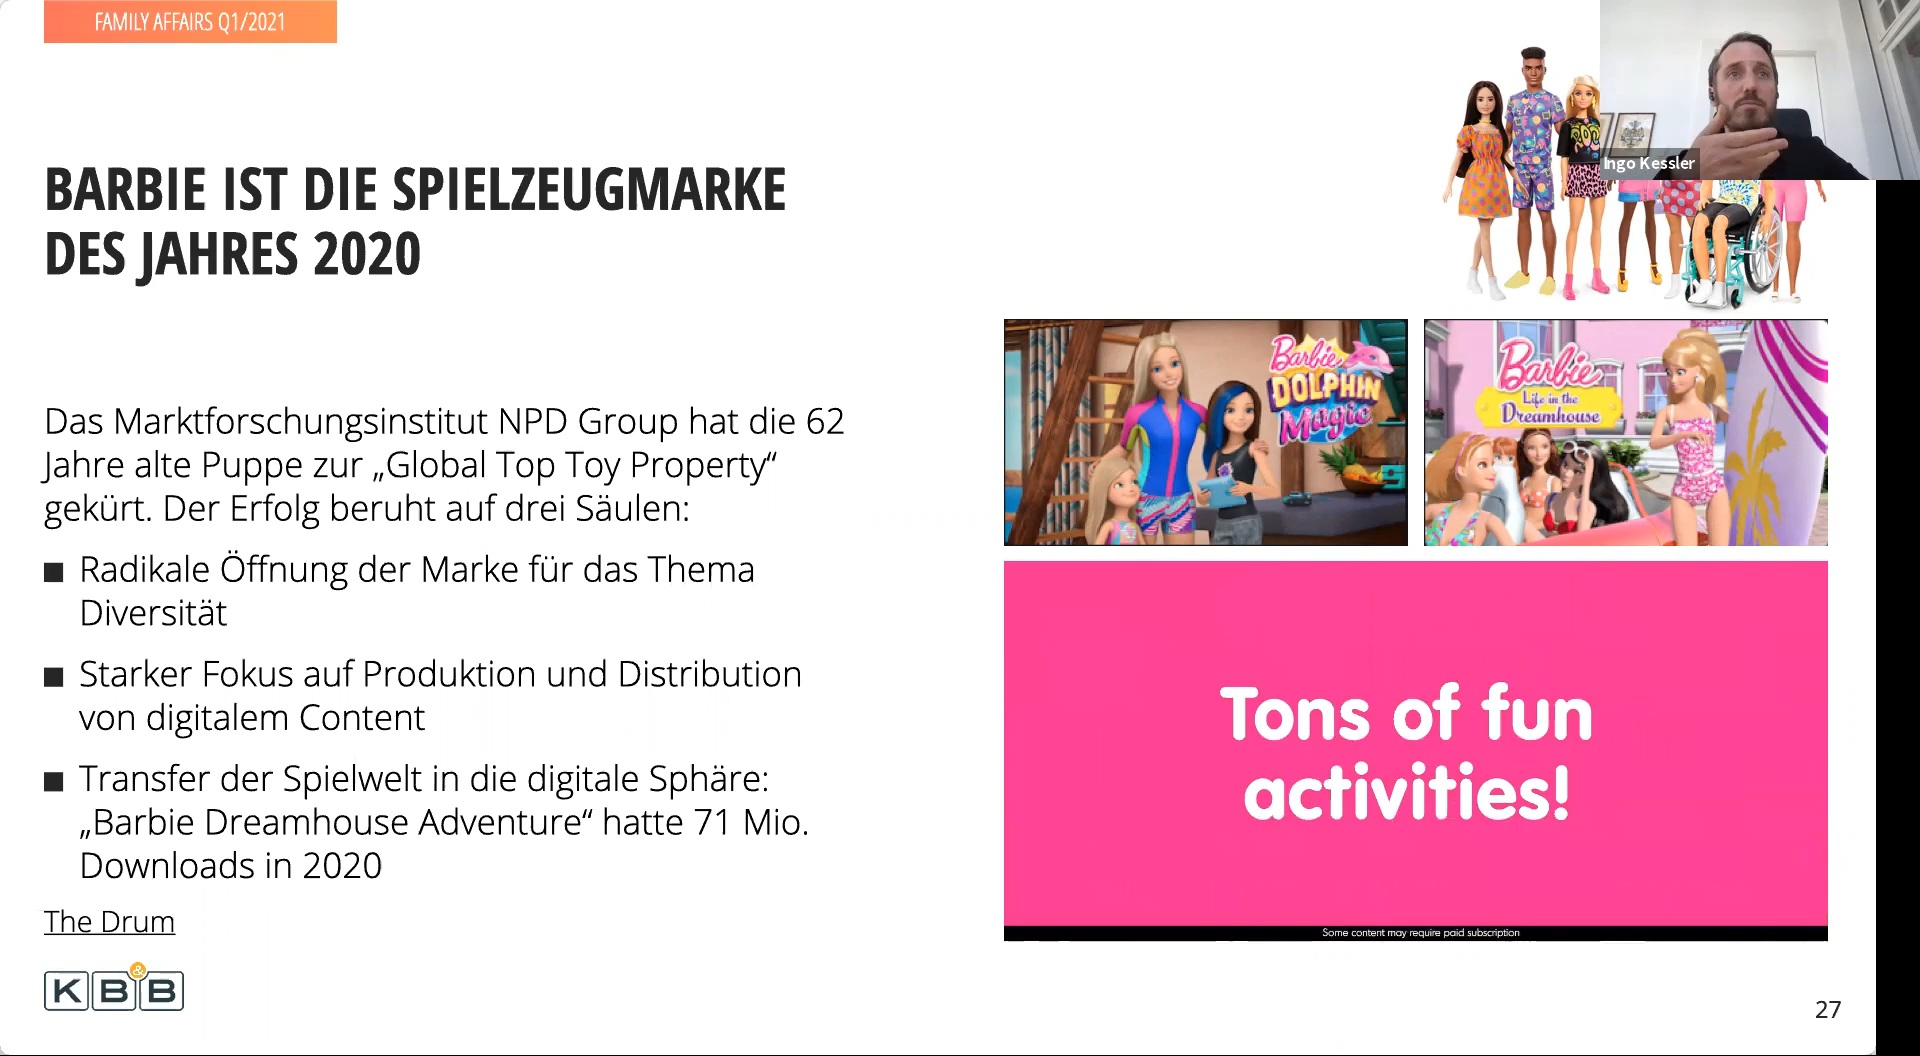 FAMILY AFFAIRS Q1/2021
Ingo Kessler
BARBIE IST DIE SPIELZEUGMARKE
DES JAHRES 2020
Das Marktforschungsinstitut NPD Group hat die 62
Jahre alte Puppe zur „Global Top Toy Property“
gekürt. Der Erfolg beruht auf drei Säulen:
■ Radikale Öffnung der Marke für das Thema
Diversität
■ Starker Fokus auf Produktion und Distribution
von digitalem Content
■ Transfer der Spielwelt in die digitale Sphäre:
„Barbie Dreamhouse Adventure“ hatte 71 Mio.
Downloads in 2020
The Drum
KB&B
Barbie
DOLPHIN
Magic
Barbie
Life in the
Dreamhouse
Tons of fun
activities!
Some content may require paid subscription
27